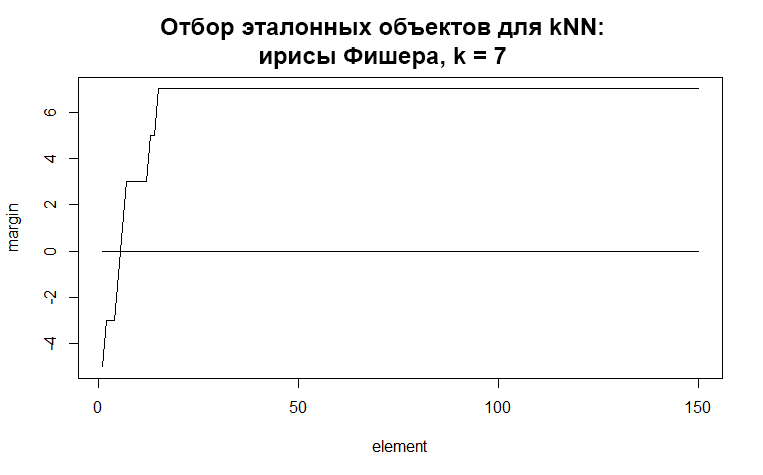 Отбор эталонных объектов для kNN:
ирисы Фишера, k = 7
margin
6
4
2
0
-2
-4
0
50
100
150
element